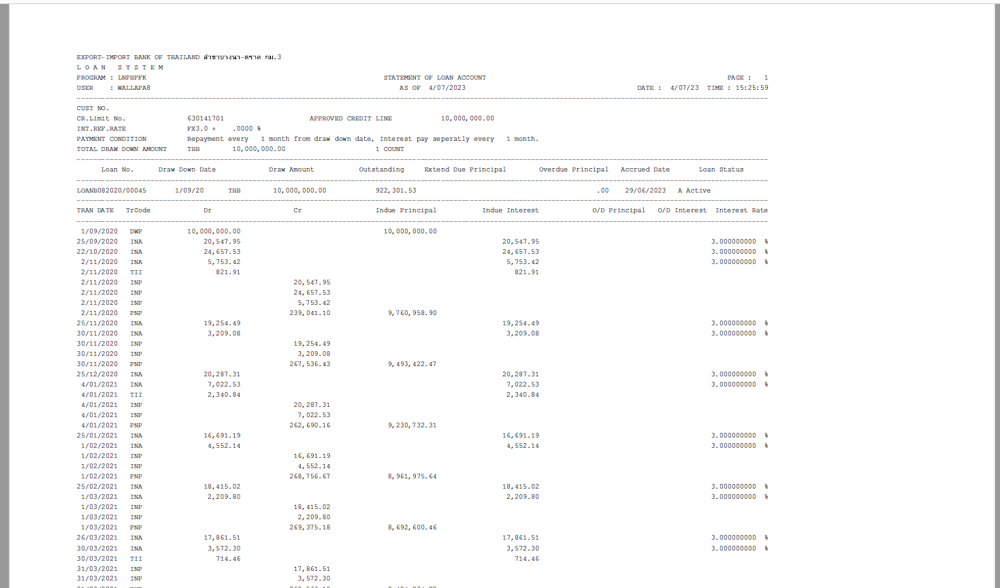 EXPORT-IMPORT BANK OF THAILAND สาขาบางนา-ตราด กม.3
L O A N   S Y S T E M
PROGRAM : LNPHPFK STATEMENT OF LOAN ACCOUNT PAGE : 1
USER : WALLAPA8 AS OF 4/07/2023 DATE : 4/07/23 TIME : 15:25:59
CUST NO.
CR.Limit No. 630141701 APPROVED CREDIT LINE 10,000,000.00
INT.REF.RATE FX3.0 + .0000 %
PAYMENT CONDITION Repayment every 1 month from draw down date, Interest pay seperatly every 1 month.
TOTAL DRAW DOWN AMOUNT THB 10,000,000.00 1 COUNT
Loan No. Draw Down Date Draw Amount Outstanding Extend Due Principal Overdue Principal Accrued Date Loan Status
LOANB082020/00045 1/09/20 THB 10,000,000.00 922,301.53 .00 29/06/2023 A Active
TRAN DATE TrCode Dr Cr Indue Principal Indue Interest O/D Principal O/D Interest Interest Rate
1/09/2020 DWP 10,000,000.00 10,000,000.00
25/09/2020 INA 20,547.95 20,547.95 3.000000000 %
22/10/2020 INA 24,657.53 24,657.53 3.000000000 %
2/11/2020 INA 5,753.42 5,753.42 3.000000000 %
2/11/2020 TII 821.91 821.91
2/11/2020 INP 20,547.95
2/11/2020 INP 24,657.53
2/11/2020 INP 5,753.42
2/11/2020 PNP 239,041.10 9,760,958.90
25/11/2020 INA 19,254.49 19,254.49 3.000000000 %
30/11/2020 INA 3,209.08 3,209.08 3.000000000 %
30/11/2020 INP 19,254.49
30/11/2020 INP 3,209.08
30/11/2020 PNP 267,536.43 9,493,422.47
25/12/2020 INA 20,287.31 20,287.31 3.000000000 %
4/01/2021 INA 7,022.53 7,022.53 3.000000000 %
4/01/2021 TII 2,340.84 2,340.84
4/01/2021 INP 20,287.31
4/01/2021 INP 7,022.53
4/01/2021 PNP 262,690.16 9,230,732.31
25/01/2021 INA 16,691.19 16,691.19 3.000000000 %
1/02/2021 INA 4,552.14 4,552.14 3.000000000 %
1/02/2021 INP 16,691.19
1/02/2021 INP 4,552.14
1/02/2021 PNP 268,756.67 8,961,975.64
25/02/2021 INA 18,415.02 18,415.02 3.000000000 %
1/03/2021 INA 2,209.80 2,209.80 3.000000000 %
1/03/2021 INP 18,415.02
1/03/2021 INP 2,209.80
1/03/2021 PNP 269,375.18 8,692,600.46
26/03/2021 INA 17,861.51 17,861.51 3.000000000 %
30/03/2021 INA 3,572.30 3,572.30 3.000000000 %
30/03/2021 TII 714.46 714.46
31/03/2021 INP 17,861.51
31/03/2021 INP 3,572.30